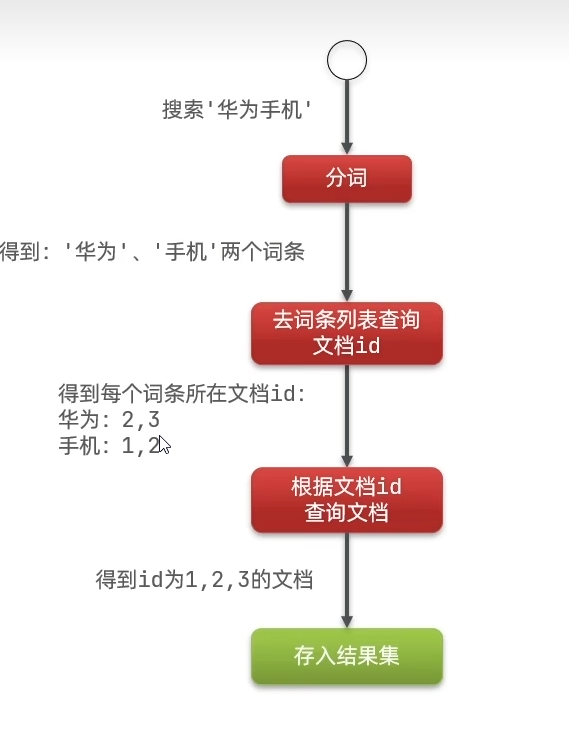 搜索'华为手机'
分词
得到：'华为'、'手机'两个词条
去词条列表查询
文档id
得到每个词条所在文档id：
华为：2,3
手机：1,2
根据文档id
查询文档
得到id为1,2,3的文档
存入结果集